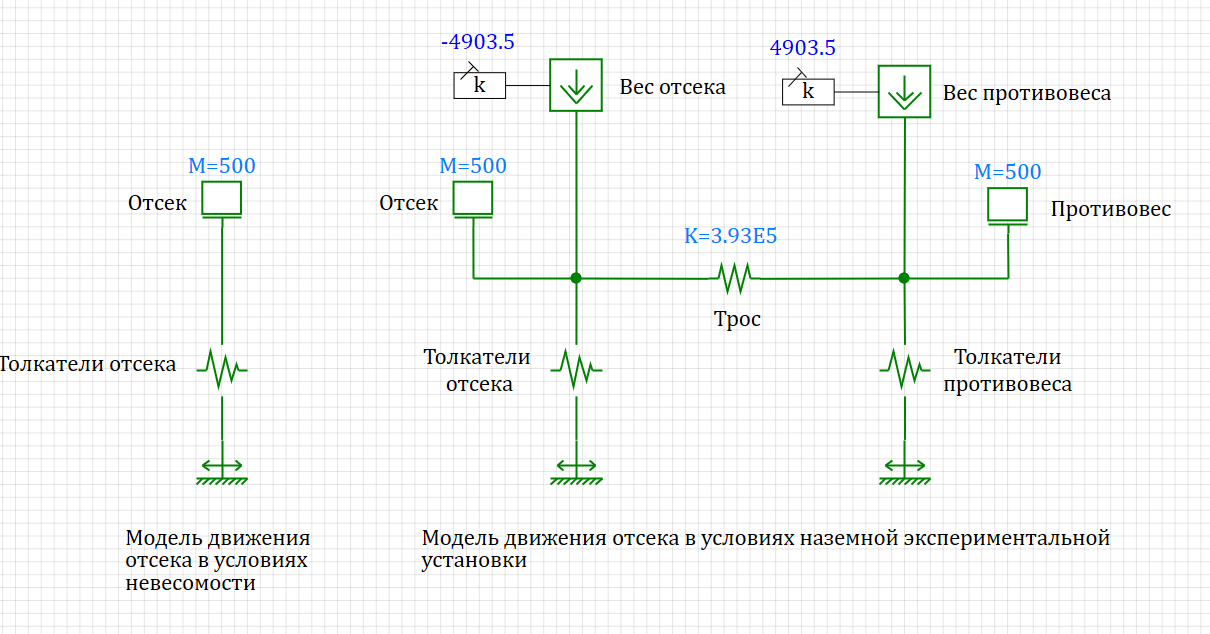 -4903.5
4903.5
k
Вес отсека
k
Вес противовеса
M=500
M=500
M=500
Отсек
Отсек
Противовес
K=3.93E5
Трос
Толкатели отсека
Толкатели
отсека
Толкатели
противовеса
Модель движения
отсека в условиях
невесомости
Модель движения отсека в условиях наземной экспериментальной
установки